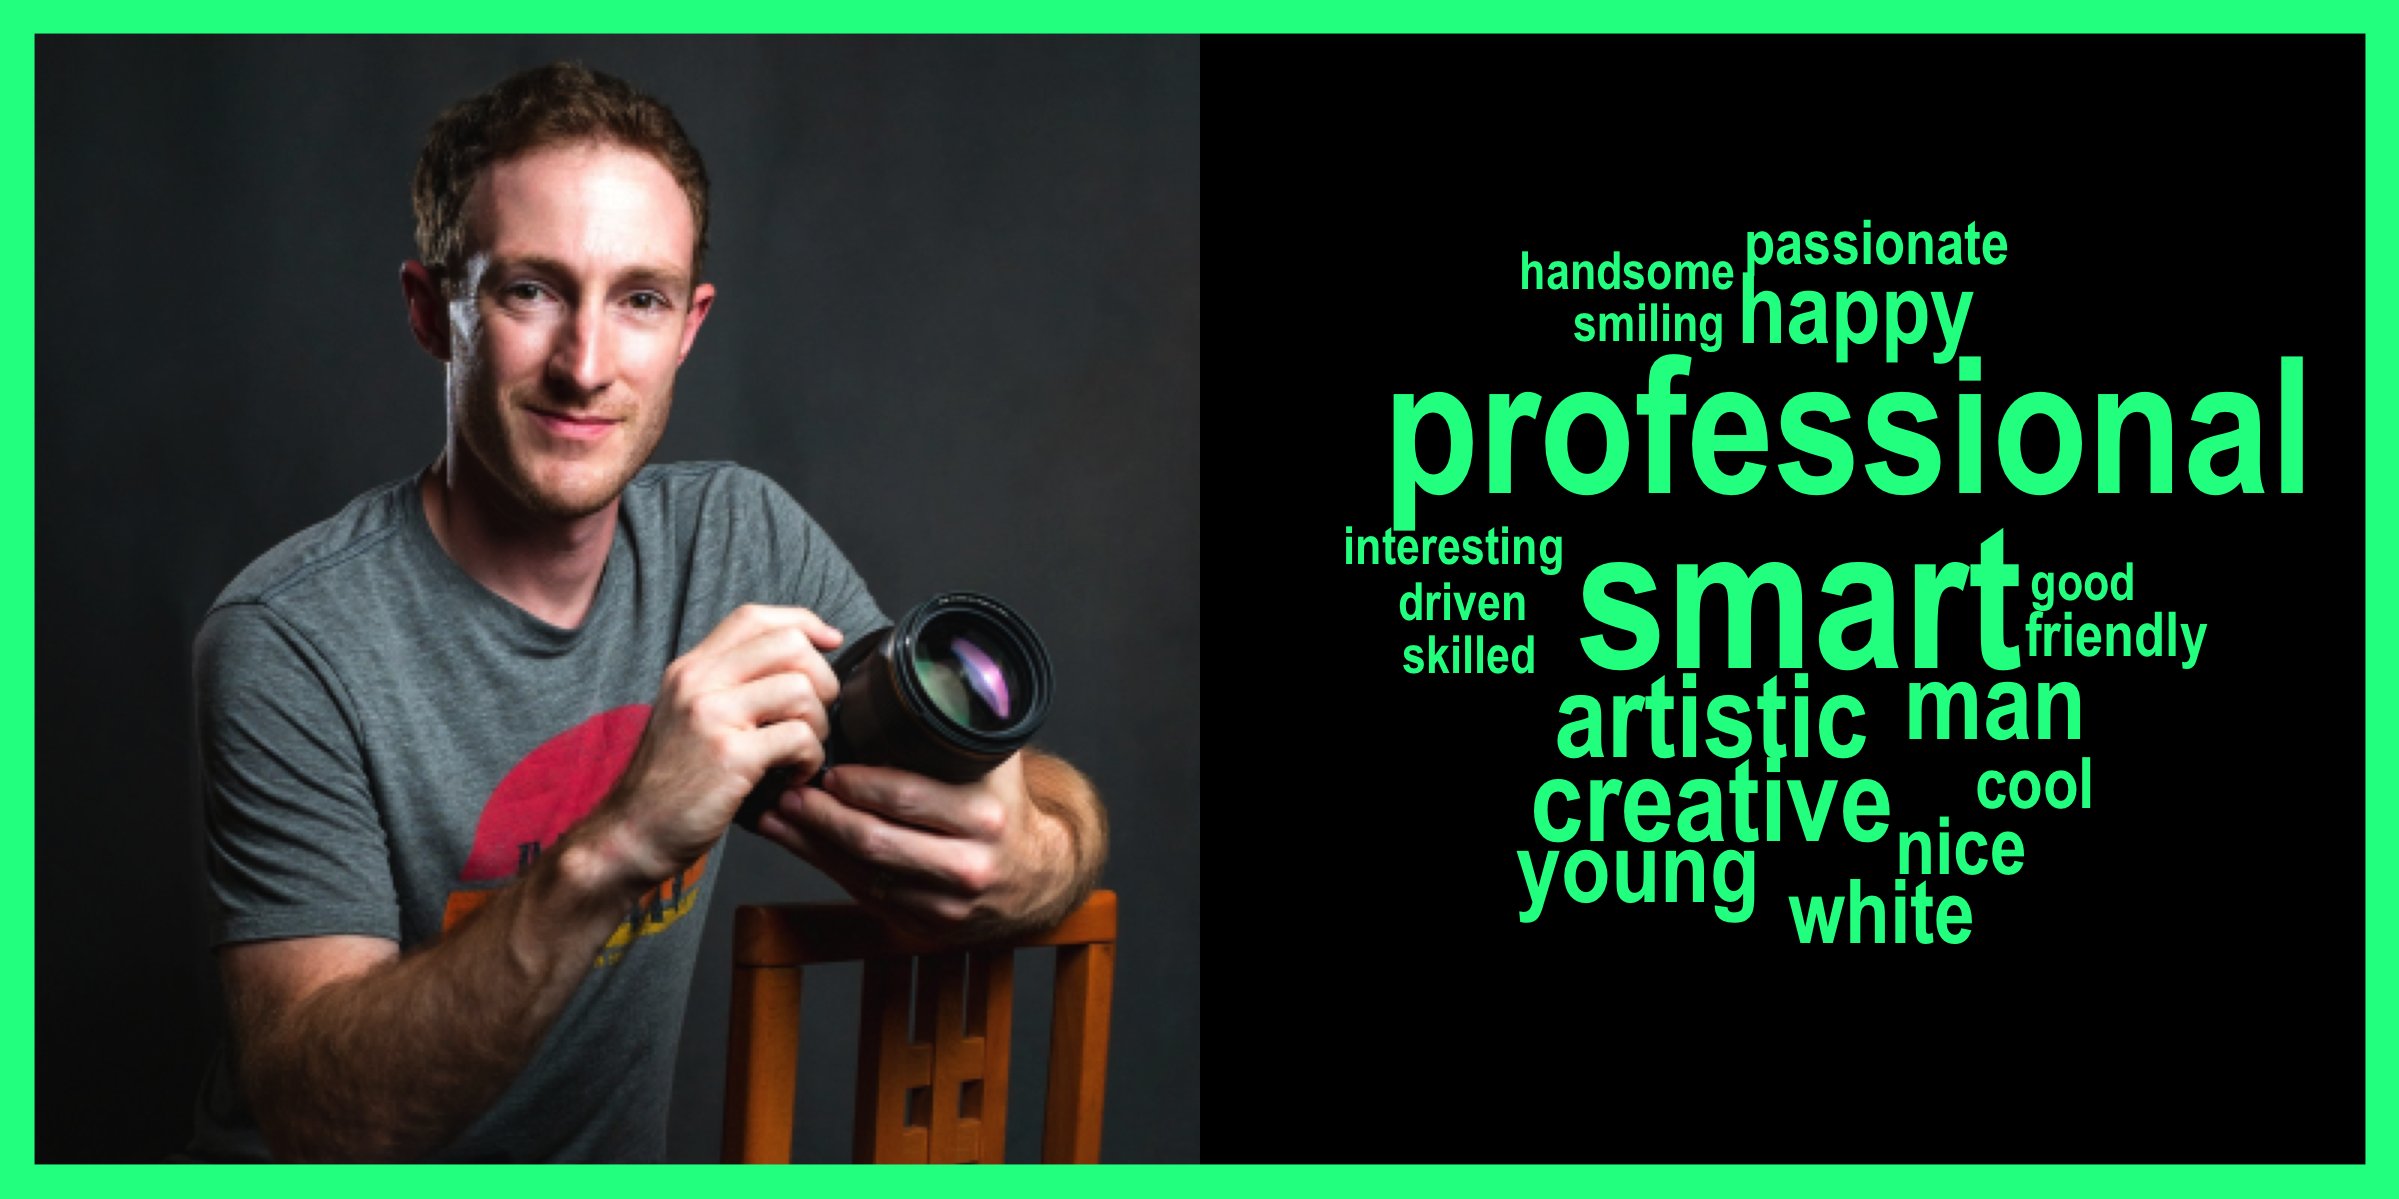 passionate
handsome
happy
smiling
professional
interesting
smart
good
driven
friendly
skilled
artistic
man
creative
cool
nice
young
white